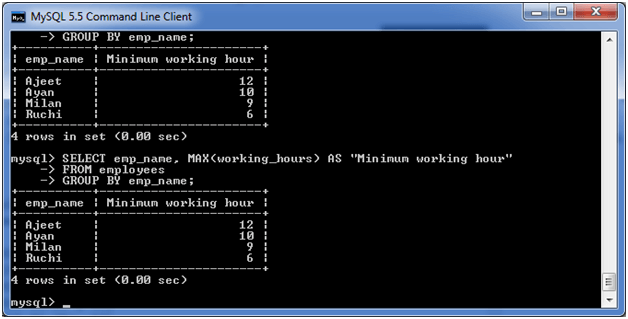 MySQL 5.5 Command Line Client
    -> GROUP BY emp_name;
+----------+----------------------+
| emp_name | Minimum working hour |
+----------+----------------------+
| Ajeet    |                   12 |
| Ayan     |                   10 |
| Milan    |                    9 |
| Ruchi    |                    6 |
+----------+----------------------+
4 rows in set (0.00 sec)
mysql> SELECT emp_name, MAX(working_hours) AS "Minimum working hour"
    -> FROM employees
    -> GROUP BY emp_name;
+----------+----------------------+
| emp_name | Minimum working hour |
+----------+----------------------+
| Ajeet    |                   12 |
| Ayan     |                   10 |
| Milan    |                    9 |
| Ruchi    |                    6 |
+----------+----------------------+
4 rows in set (0.00 sec)
mysql> _